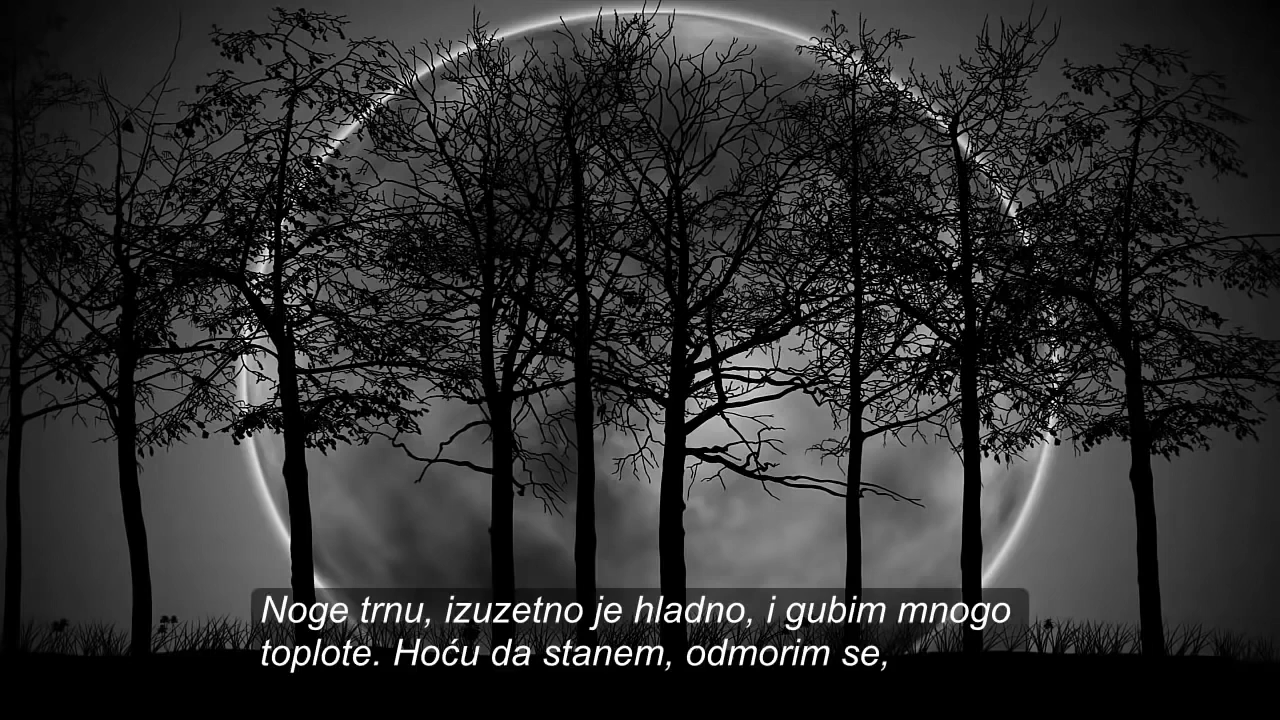 Noge trnu, izuzetno je hladno, i gubim mnogo
toplote. Hoću da stanem, odmorim se,